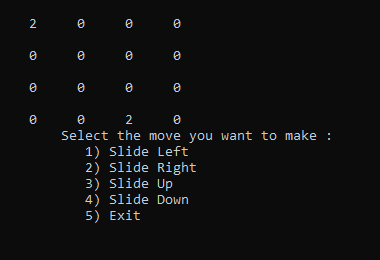 2 0 0 0
0 0 0 0
0 0 0 0
0 0 2 0
Select the move you want to make :
1) Slide Left
2) Slide Right
3) Slide Up
4) Slide Down
5) Exit